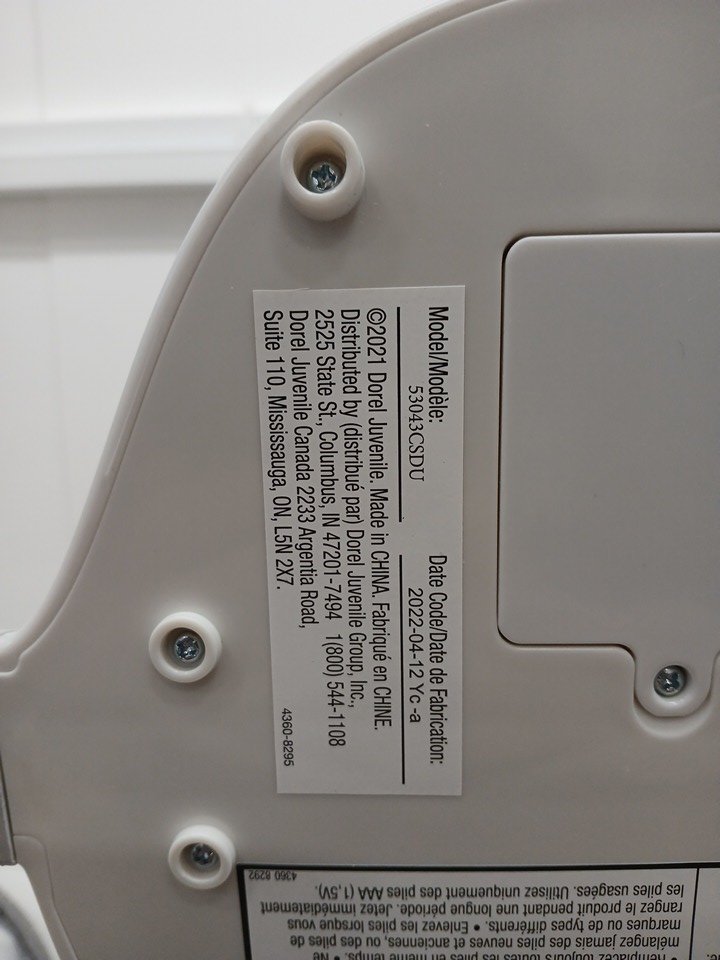 Model/Modèle: Date Code/Date de Fabrication:
53043CSDU 2022-04-12 Yc-a
©2021 Dorel Juvenile. Made in CHINA. Fabriqué en CHINE.
Distributed by (distribué par) Dorel Juvenile Group, Inc.,
2525 State St., Columbus, IN 47201-7494 1(800) 544-1108
Dorel Juvenile Canada 2233 Argentia Road,
Suite 110, Mississauga, ON, L5N 2X7.
4360-8295
mélangez jamais des piles neuves et anciennes, ou des piles de
marques ou de types différents. • Enlevez les piles lorsque vous
rangez le produit pendant une longue période. Jetez immédiatement
les piles usagées. Utilisez uniquement des piles AAA (1,5V).
4360 8292